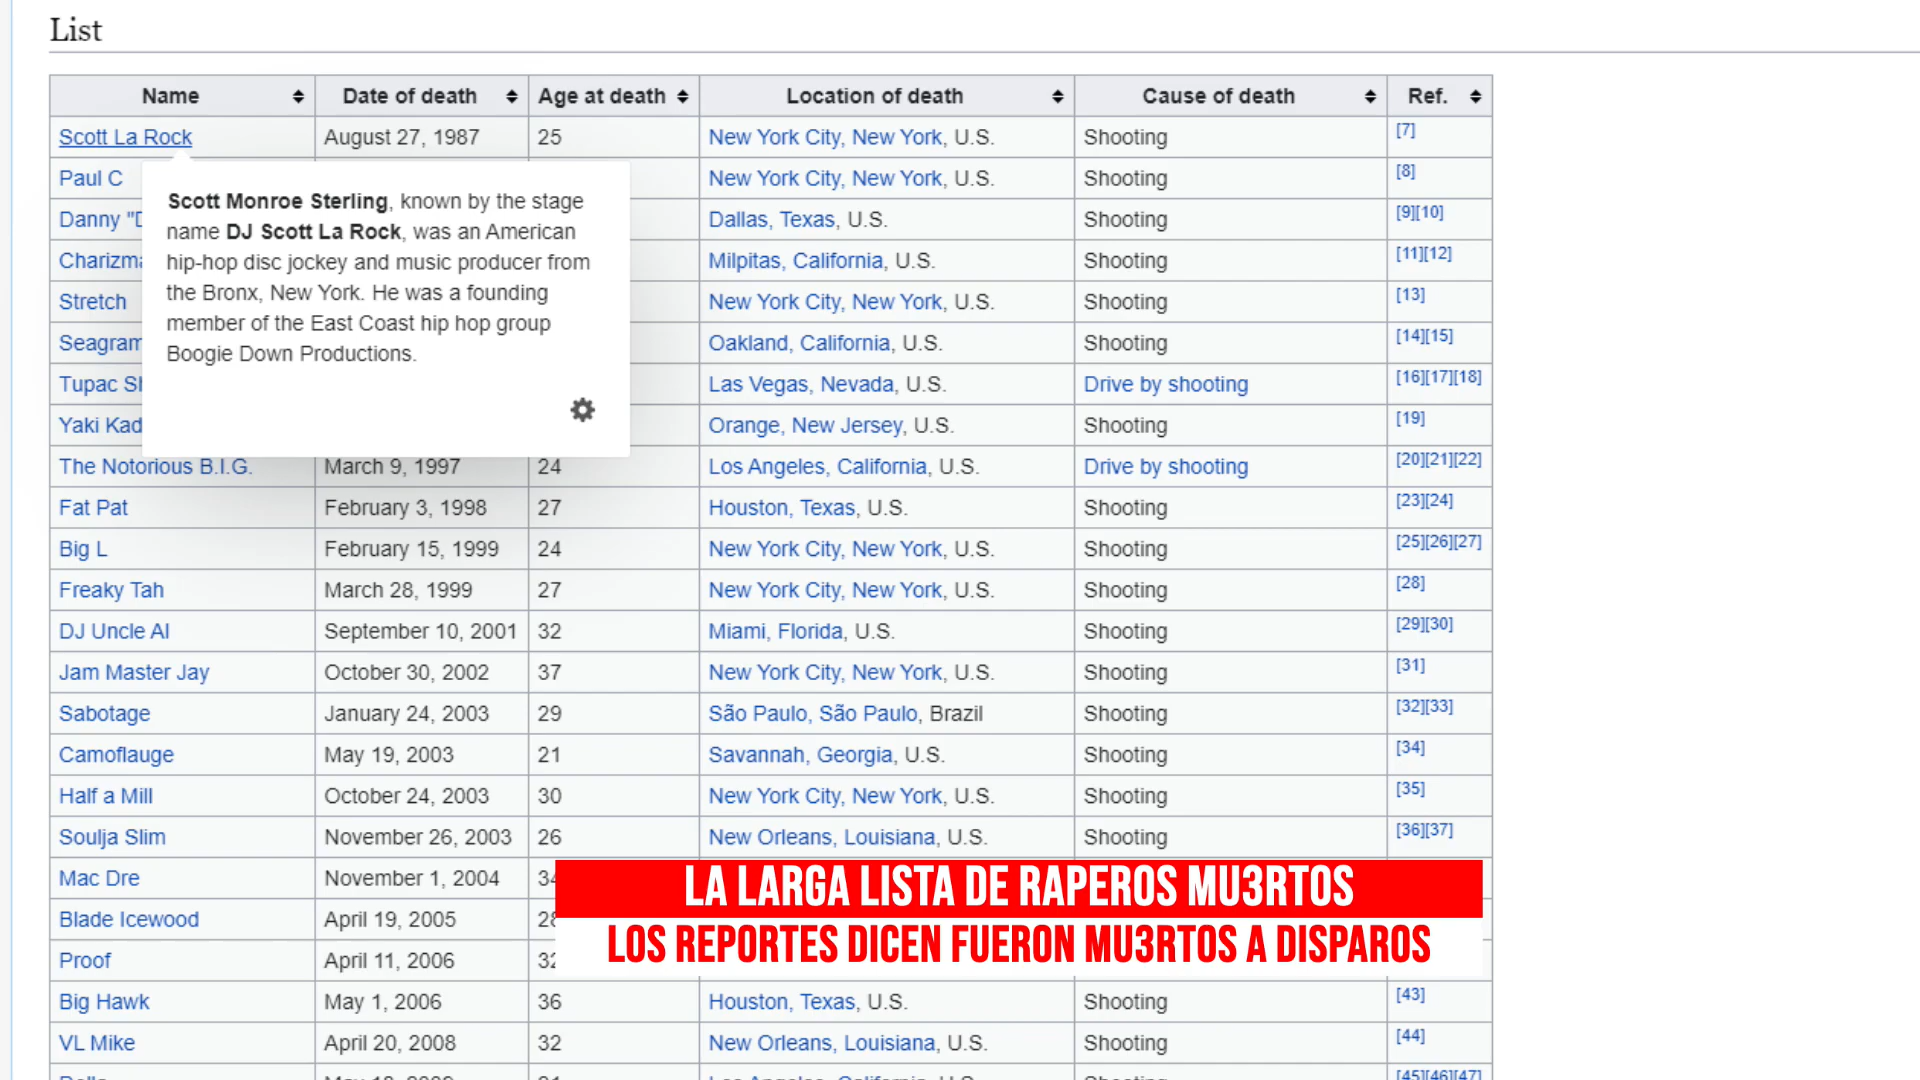 List
Name Date of death Age at death Location of death Cause of death Ref.
Scott La Rock August 27, 1987 25 New York City, New York, U.S. Shooting [7]
Paul C New York City, New York, U.S. Shooting [8]
Danny "D Dallas, Texas, U.S. Shooting [9][10]
Charizma Milpitas, California, U.S. Shooting [11][12]
Stretch New York City, New York, U.S. Shooting [13]
Seagram Oakland, California, U.S. Shooting [14][15]
Tupac Sh Las Vegas, Nevada, U.S. Drive by shooting [16][17][18]
Yaki Kad Orange, New Jersey, U.S. Shooting [19]
Scott Monroe Sterling, known by the stage
name DJ Scott La Rock, was an American
hip-hop disc jockey and music producer from
the Bronx, New York. He was a founding
member of the East Coast hip hop group
Boogie Down Productions.
The Notorious B.I.G. March 9, 1997 24 Los Angeles, California, U.S. Drive by shooting [20][21][22]
Fat Pat February 3, 1998 27 Houston, Texas, U.S. Shooting [23][24]
Big L February 15, 1999 24 New York City, New York, U.S. Shooting [25][26][27]
Freaky Tah March 28, 1999 27 New York City, New York, U.S. Shooting [28]
DJ Uncle Al September 10, 2001 32 Miami, Florida, U.S. Shooting [29][30]
Jam Master Jay October 30, 2002 37 New York City, New York, U.S. Shooting [31]
Sabotage January 24, 2003 29 São Paulo, São Paulo, Brazil Shooting [32][33]
Camoflauge May 19, 2003 21 Savannah, Georgia, U.S. Shooting [34]
Half a Mill October 24, 2003 30 New York City, New York, U.S. Shooting [35]
Soulja Slim November 26, 2003 26 New Orleans, Louisiana, U.S. Shooting [36][37]
Mac Dre November 1, 2004 34
Blade Icewood April 19, 2005 28
Proof April 11, 2006 32
LA LARGA LISTA DE RAPEROS MU3RTOS
LOS REPORTES DICEN FUERON MU3RTOS A DISPAROS
Big Hawk May 1, 2006 36 Houston, Texas, U.S. Shooting [43]
VL Mike April 20, 2008 32 New Orleans, Louisiana, U.S. Shooting [44]
[45][46][47]